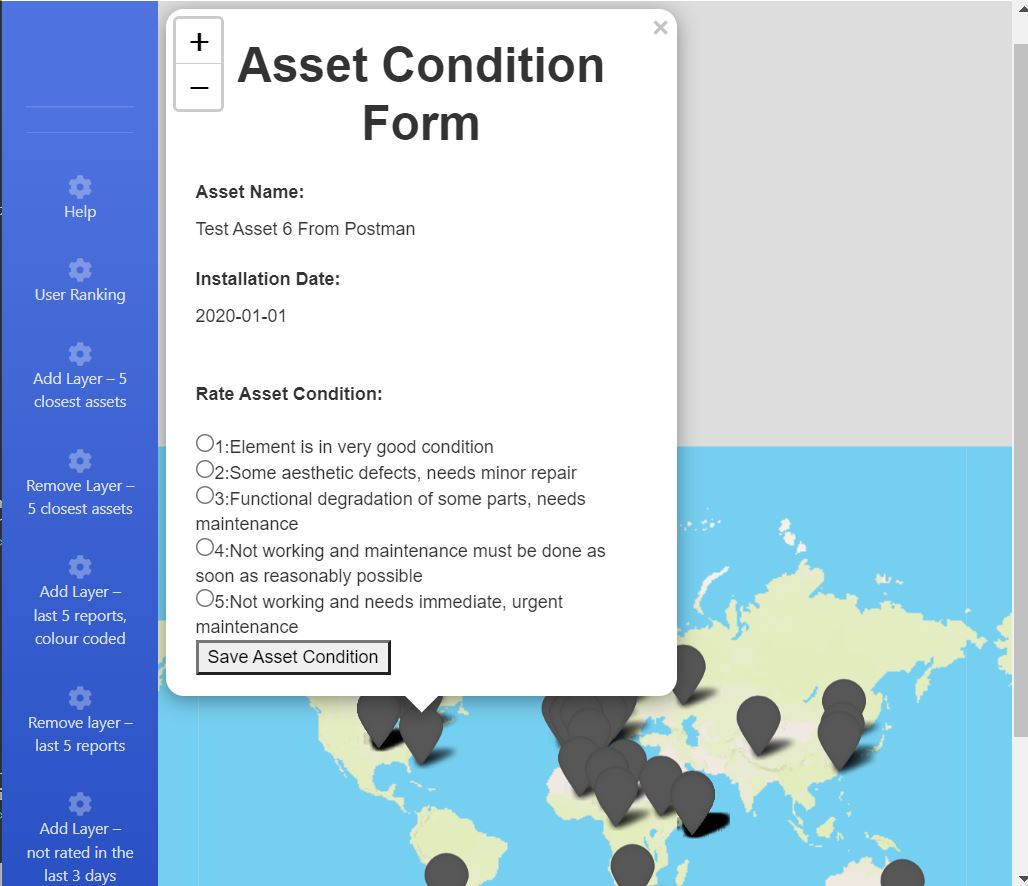 Help
User Ranking
Add Layer – 5
closest assets
Remove Layer –
5 closest assets
Add Layer –
last 5 reports,
colour coded
Remove layer –
last 5 reports
Add Layer –
not rated in the
last 3 days
+
−
×
Asset Condition
Form
Asset Name:
Test Asset 6 From Postman
Installation Date:
2020-01-01
Rate Asset Condition:
1:Element is in very good condition
2:Some aesthetic defects, needs minor repair
3:Functional degradation of some parts, needs
maintenance
4:Not working and maintenance must be done as
soon as reasonably possible
5:Not working and needs immediate, urgent
maintenance
Save Asset Condition